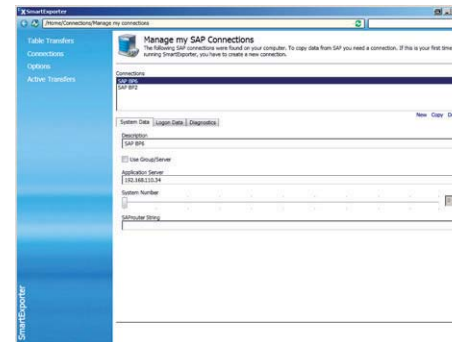 SmartExporter
/Home/Connections/Manage my connections
Table Transfers
Connections
Options
Active Transfers
Manage my SAP Connections
The following SAP connections were found on your computer. To copy data from SAP you need a connection. If this is your first time
running SmartExporter, you have to create a new connection.
Connections
SAP BP6
SAP BP2
New Copy
System Data Logon Data Diagnostics
Description
SAP BP6
Use Group/Server
Application Server
192.168.110.34
System Number
SAProuter String
SmartExporter